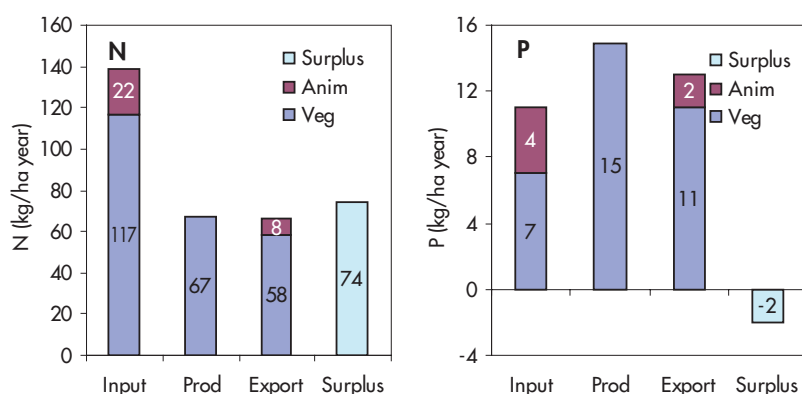 N
N (kg/ha year)
160
140
120
100
80
60
40
20
0
Surplus
Anim
Veg
22
117
67
8
58
74
Input Prod Export Surplus
P
P (kg/ha year)
16
12
8
4
0
-4
Surplus
Anim
Veg
4
7
15
2
11
-2
Input Prod Export Surplus